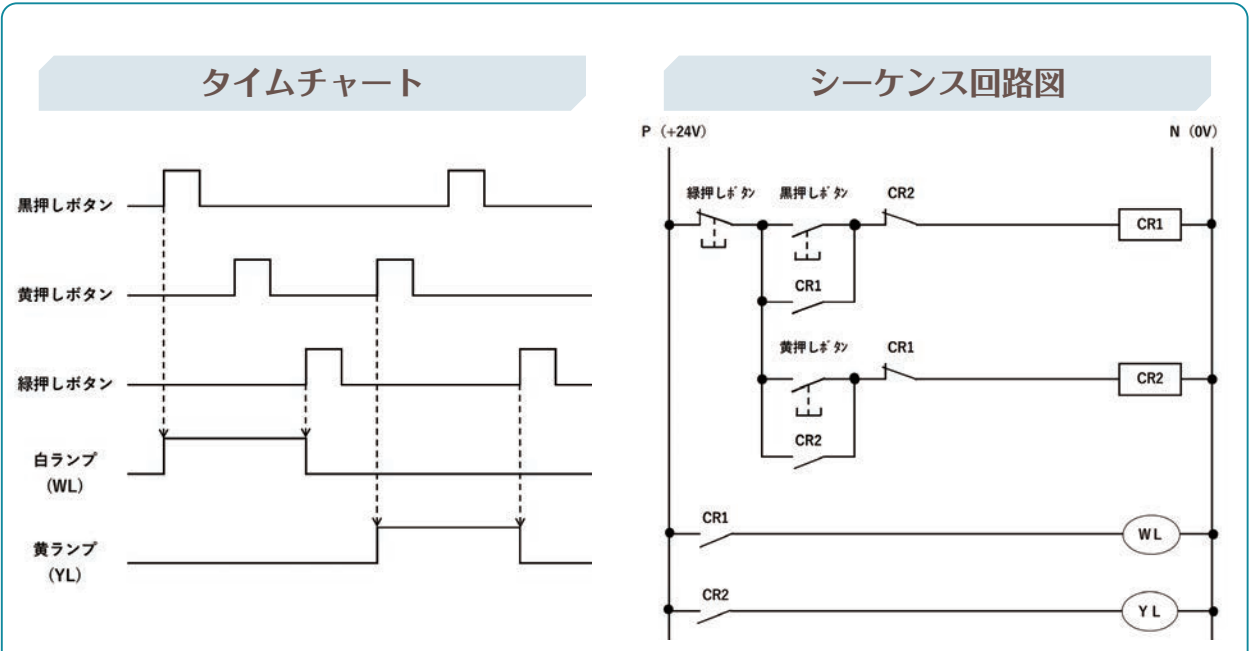 タイムチャート
黒押しボタン
黄押しボタン
緑押しボタン
白ランプ
(WL)
黄ランプ
(YL)
シーケンス回路図
P (+24V)
N (0V)
緑押しボタン
黒押しボタン
CR2
CR1
CR1
黄押しボタン
CR1
CR2
CR2
CR1
WL
CR2
YL